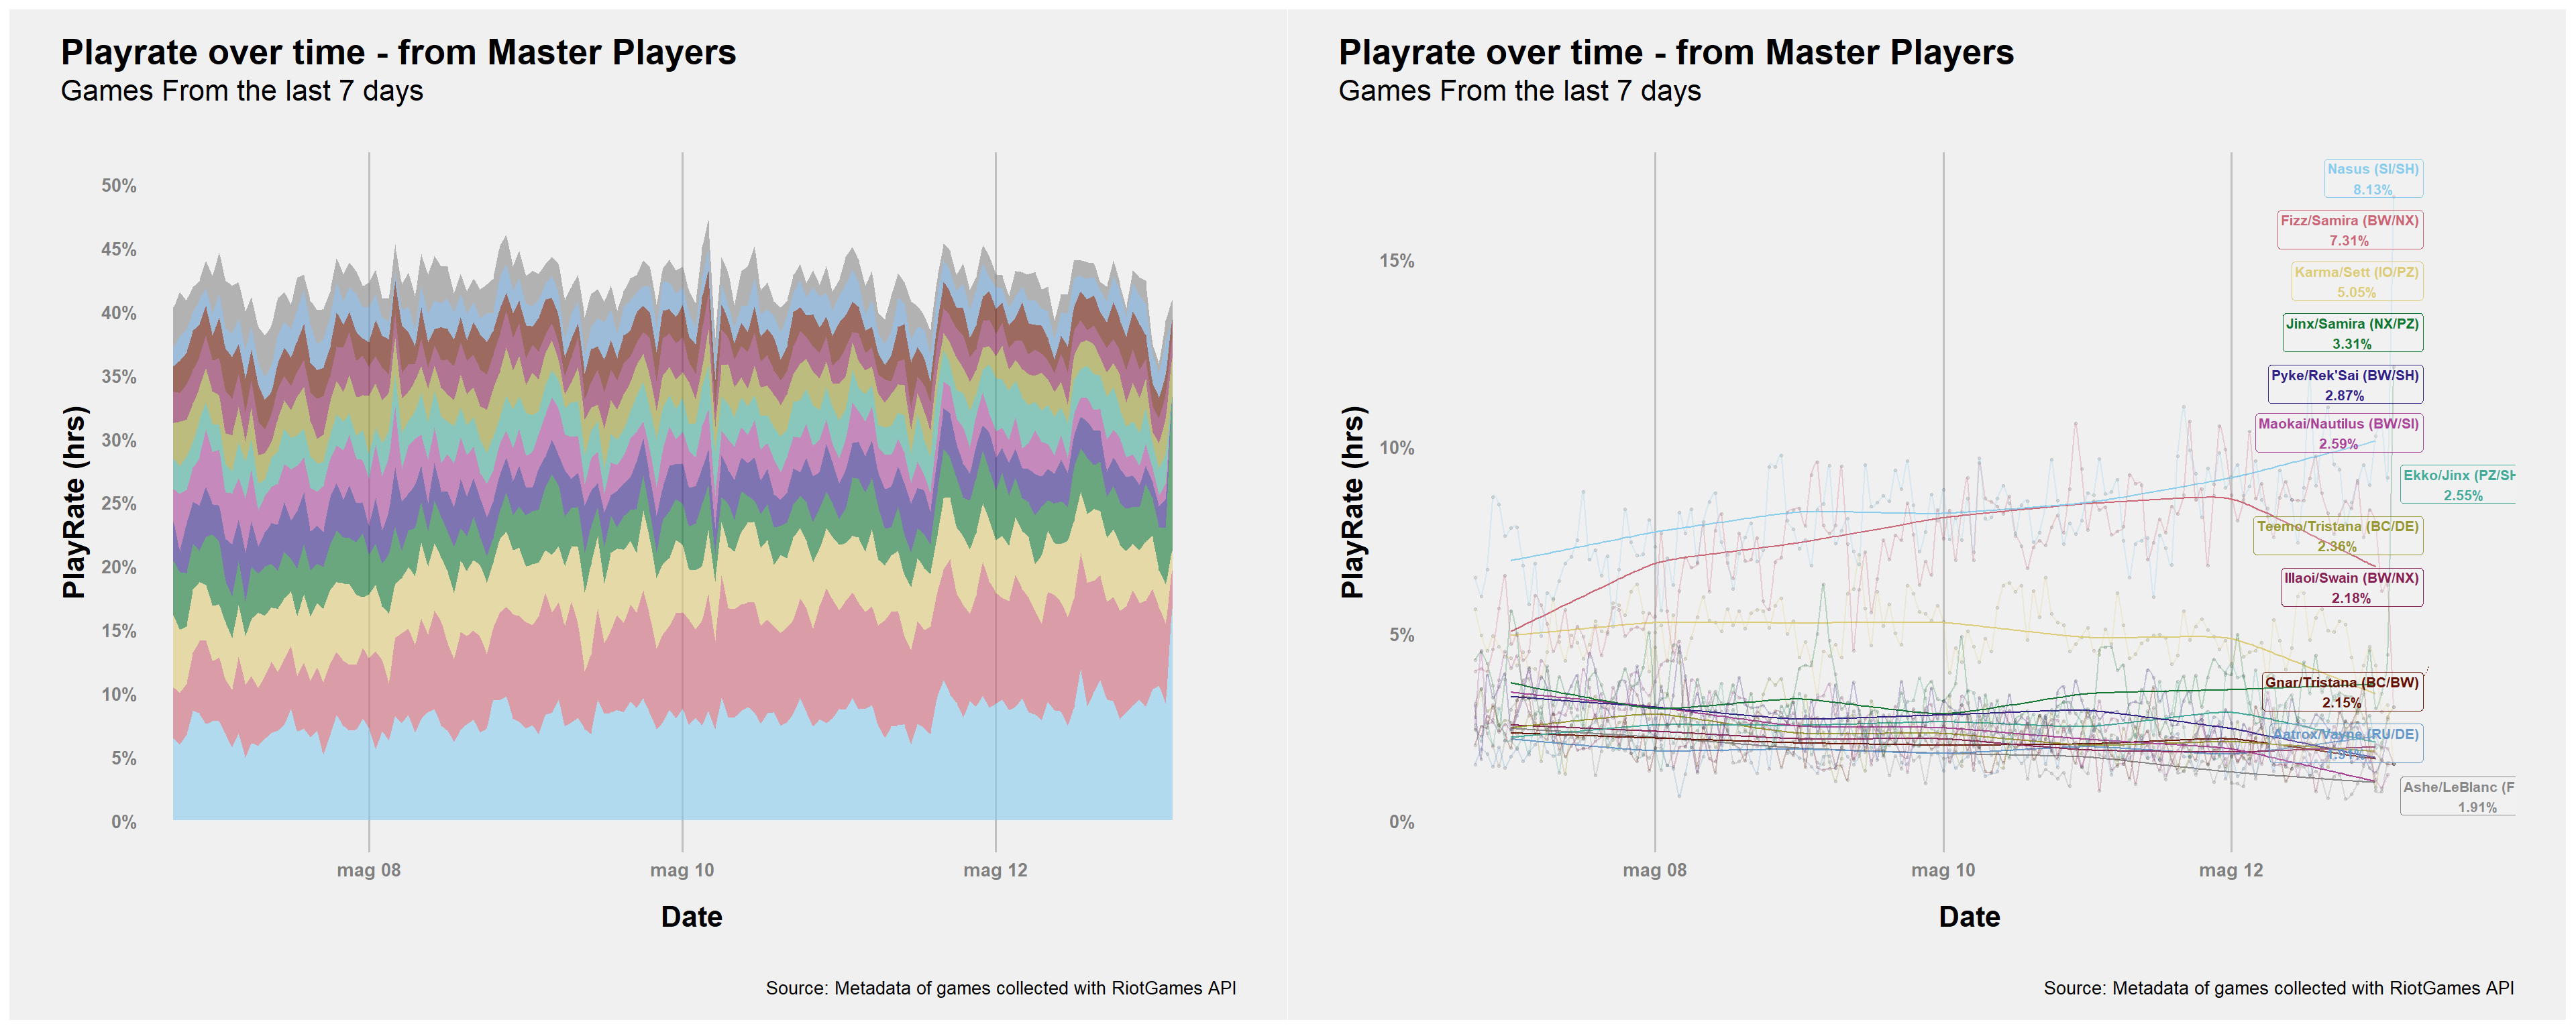 Playrate over time - from Master Players
Games From the last 7 days
50%
45%
40%
35%
30%
25%
20%
15%
10%
5%
0%
PlayRate (hrs)
mag 08
mag 10
mag 12
Date
Source: Metadata of games collected with RiotGames API
Playrate over time - from Master Players
Games From the last 7 days
15%
10%
5%
0%
PlayRate (hrs)
Nasus (SI/SH)
8.13%
Fizz/Samira (BW/NX)
7.31%
Karma/Sett (IO/PZ)
5.05%
Jinx/Samira (NX/PZ)
3.31%
Pyke/Rek'Sai (BW/SH)
2.87%
Maokai/Nautilus (BW/SI)
2.59%
Ekko/Jinx (PZ/SH
2.55%
Teemo/Tristana (BC/DE)
2.36%
Illaoi/Swain (BW/NX)
2.18%
Gnar/Tristana (BC/BW)
2.15%
Aatrox/Vayne (RU/DE)
1.94%
Ashe/LeBlanc (F
1.91%
mag 08
mag 10
mag 12
Date
Source: Metadata of games collected with RiotGames API